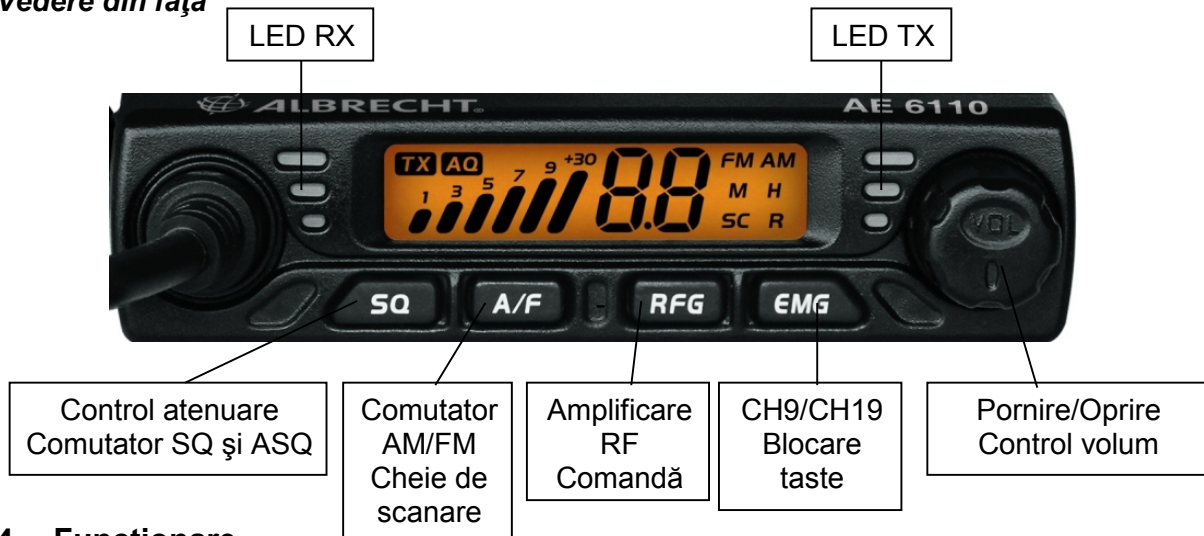 Vedere din faţă
LED RX
LED TX
ALBRECHT
AE 6110
TX AQ
1 3 5 7 9 +30
8.8
FM AM
M H
SC R
VOL
SQ
A/F
RFG
EMG
Control atenuare
Comutator SQ şi ASQ
Comutator
AM/FM
Cheie de
scanare
Amplificare
RF
Comandă
CH9/CH19
Blocare
taste
Pornire/Oprire
Control volum
4 Funcţionare